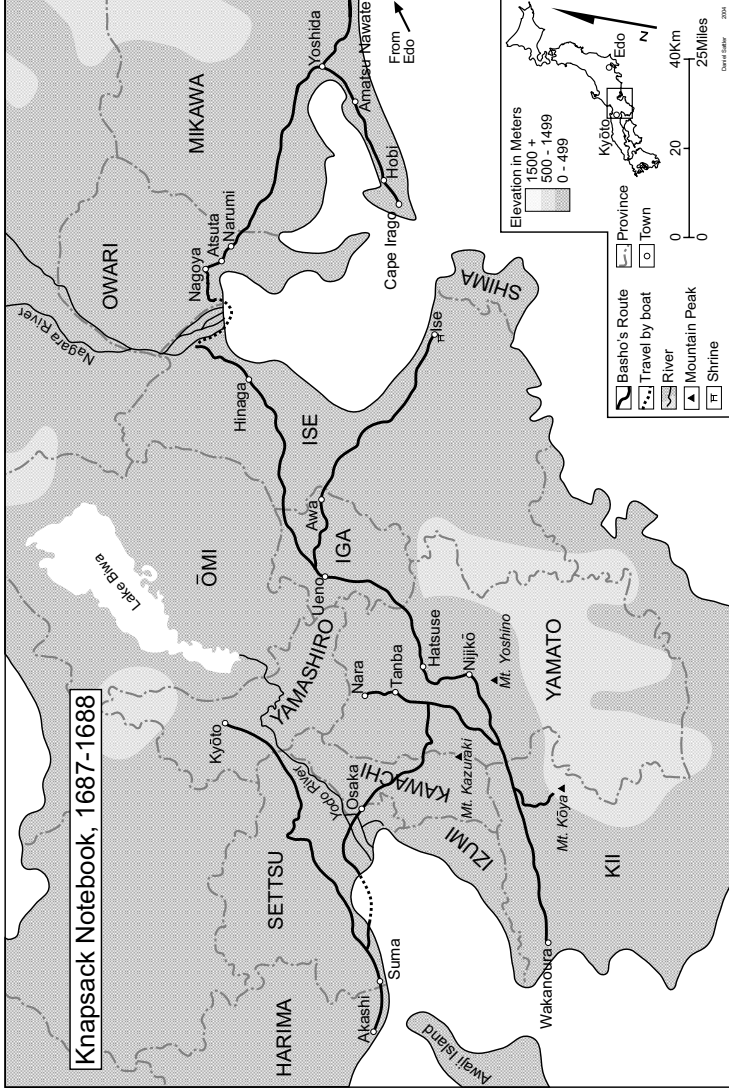 Knapsack Notebook, 1687-1688
HARIMA
SETTSU
YAMASHIRO
ŌMI
OWARI
MIKAWA
ISE
IGA
SHIMA
KAWACHI
IZUMI
YAMATO
KII
Lake Biwa
Nagara River
Yodo River
Awaji Island
Kyōto
Osaka
Akashi
Suma
Wakanoura
Nara
Tanba
Hatsuse
Nijikō
Mt. Yoshino
Mt. Kazuraki
Mt. Kōya
Ueno
Awa
Ise
Hinaga
Nagoya
Atsuta
Narumi
Yoshida
Amatsu Nawate
Hobi
Cape Irago
From
Edo
Elevation in Meters
1500 +
500 - 1499
0 - 499
Kyōto
Edo
N
Basho's Route
Travel by boat
River
Mountain Peak
Shrine
Province
Town
0 20 40Km
0 25Miles
2004